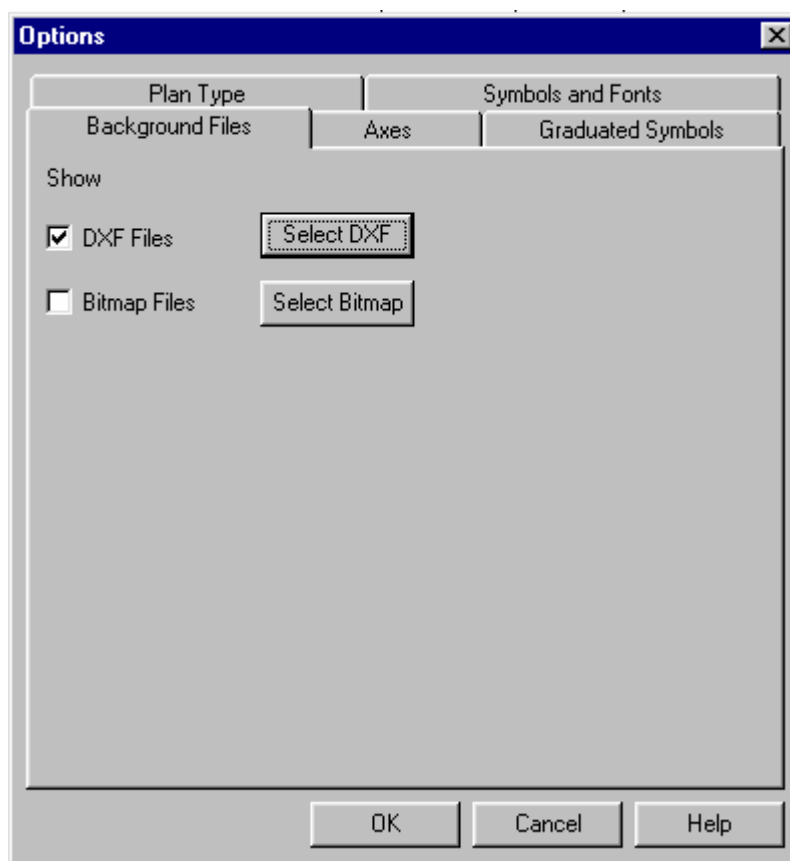 Options
Plan Type Symbols and Fonts
Background Files Axes Graduated Symbols
Show
DXF Files Select DXF
Bitmap Files Select Bitmap
OK Cancel Help